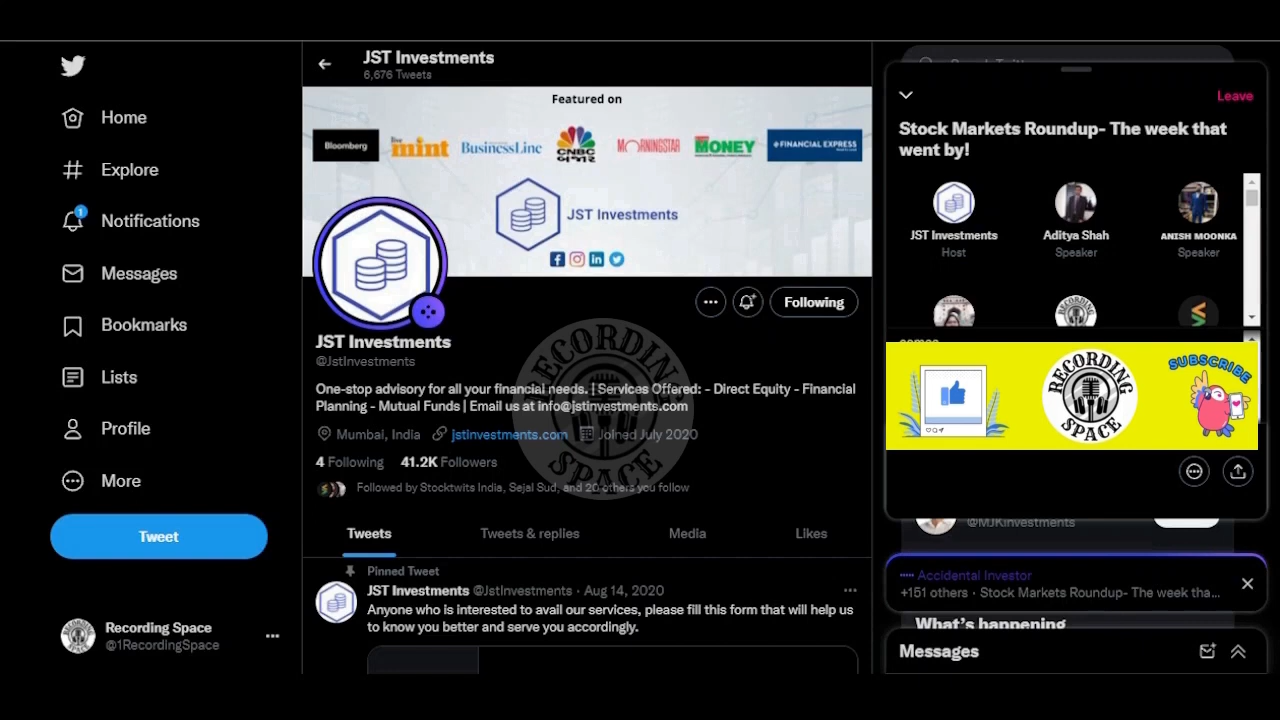 Home
Explore
1
Notifications
Messages
Bookmarks
Lists
Profile
More
Tweet
Recording Space
@1RecordingSpace
JST Investments
6,676 Tweets
Featured on
Bloomberg
mint
BusinessLine
CNBC
MORNINGSTAR
MONEY
FINANCIAL EXPRESS
JST Investments
Following
JST Investments
@JstInvestments
One-stop advisory for all your financial needs. | Services Offered: - Direct Equity - Financial
Planning - Mutual Funds | Email us at info@jstinvestments.com
Mumbai, India jstinvestments.com Joined July 2020
4 Following 41.2K Followers
Followed by Stocktwits India, Sejal Sud, and 20 others you follow
RECORDING
SPACE
Tweets Tweets & replies Media Likes
Pinned Tweet
JST Investments @JstInvestments · Aug 14, 2020
Anyone who is interested to avail our services, please fill this form that will help us
to know you better and serve you accordingly.
Leave
Stock Markets Roundup- The week that
went by!
JST Investments Aditya Shah ANISH MOONKA
Host Speaker Speaker
RECORDING
SPACE
SUBSCRIBE
@MJKinvestments
Accidental Investor
+151 others · Stock Markets Roundup- The week tha...
What's happening
Messages